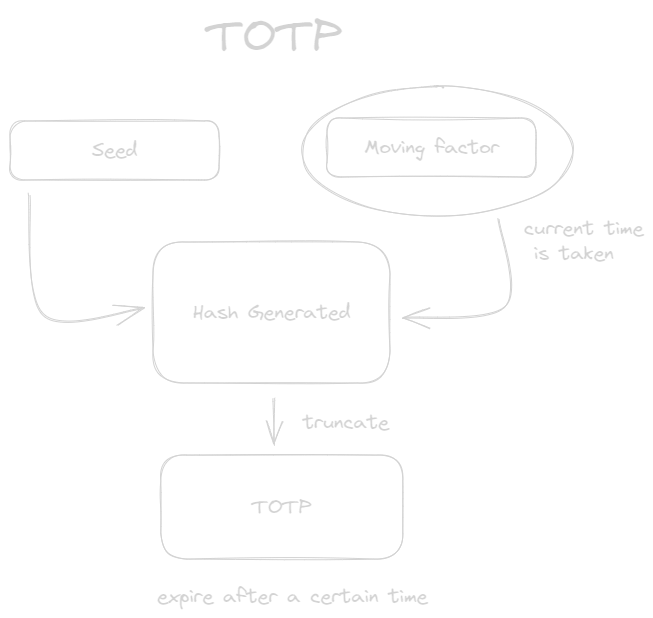 TOTP
Seed
Moving factor
current time
is taken
Hash Generated
truncate
TOTP
expire after a certain time